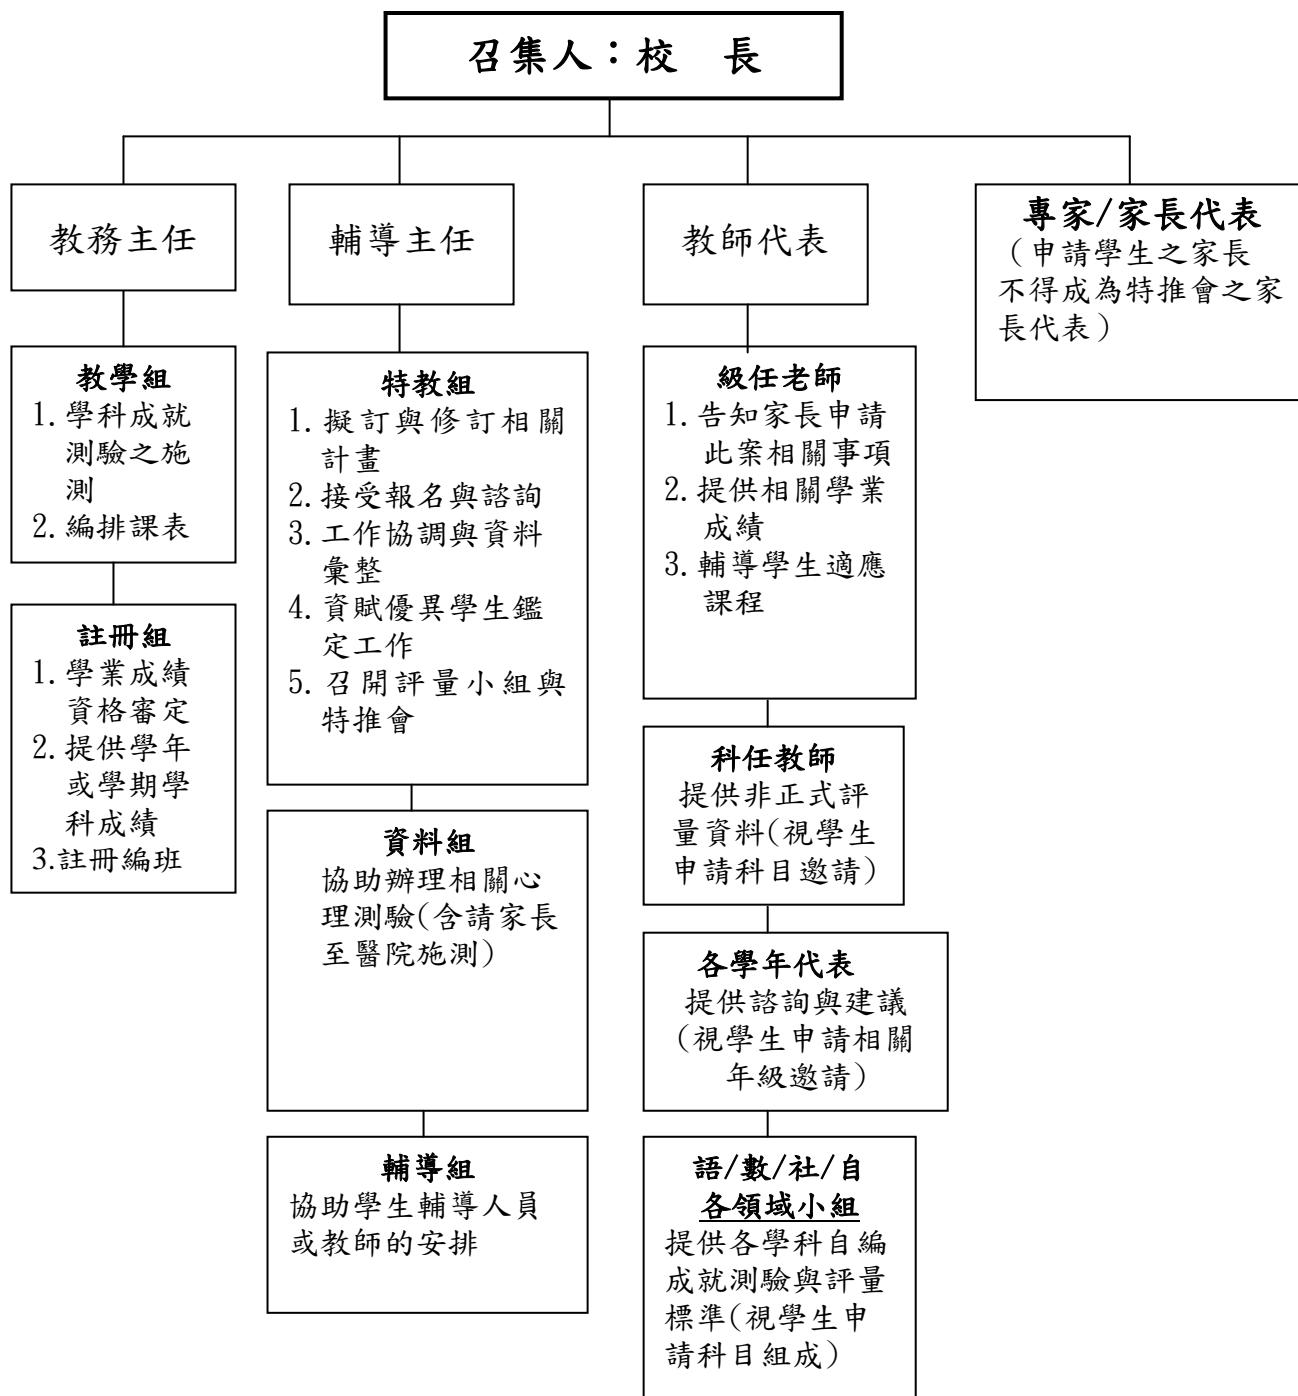 召集人：校　長
教務主任
輔導主任
教師代表
專家/家長代表
（申請學生之家長
不得成為特推會之家
長代表）
教學組
1. 學科成就
測驗之施
測
2. 編排課表
註冊組
1. 學業成績
資格審定
2. 提供學年
或學期學
科成績
3.註冊編班
特教組
1. 擬訂與修訂相關
計畫
2. 接受報名與諮詢
3. 工作協調與資料
彙整
4. 資賦優異學生鑑
定工作
5. 召開評量小組與
特推會
資料組
協助辦理相關心
理測驗(含請家長
至醫院施測)
輔導組
協助學生輔導人員
或教師的安排
級任老師
1. 告知家長申請
此案相關事項
2. 提供相關學業
成績
3. 輔導學生適應
課程
科任教師
提供非正式評
量資料(視學生
申請科目邀請)
各學年代表
提供諮詢與建議
（視學生申請相關
年級邀請）
語/數/社/自
各領域小組
提供各學科自編
成就測驗與評量
標準(視學生申
請科目組成)